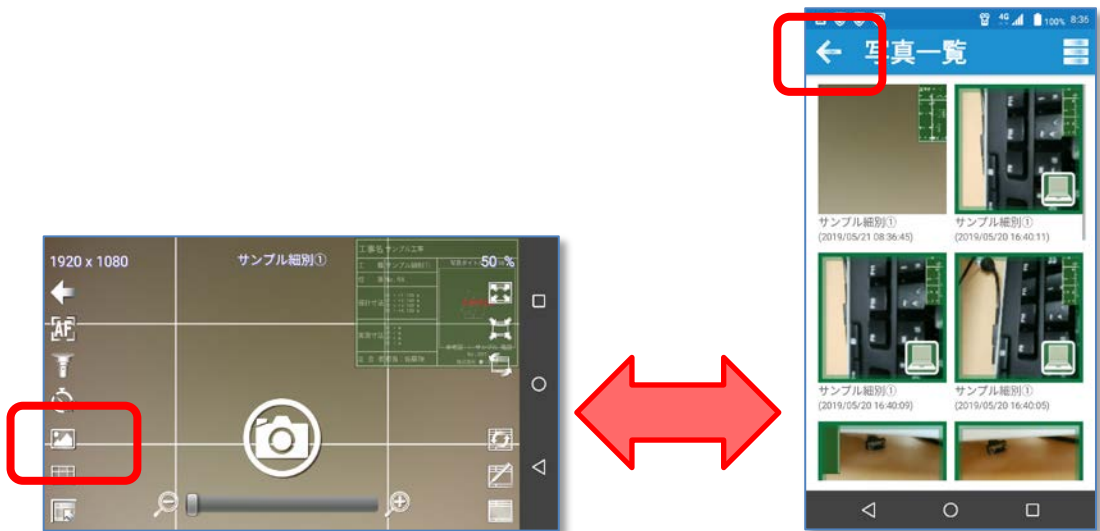 1920 x 1080
サンプル細別①
50 %
AF
工事名 サンプル工事
4G
100%
8:36
写真一覧
サンプル細別①
(2019/05/21 08:36:45)
サンプル細別①
(2019/05/20 16:40:11)
サンプル細別①
(2019/05/20 16:40:09)
サンプル細別①
(2019/05/20 16:40:05)